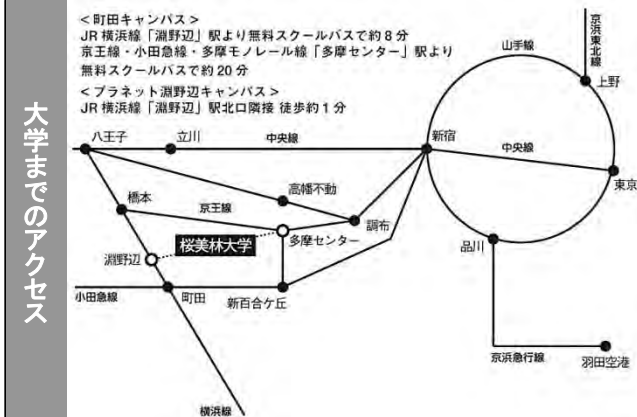 大学までのアクセス
＜町田キャンパス＞
JR 横浜線「淵野辺」駅より無料スクールバスで約8分
京王線・小田急線・多摩モノレール線「多摩センター」駅より
無料スクールバスで約20分
＜プラネット淵野辺キャンパス＞
JR 横浜線「淵野辺」駅北口隣接 徒歩約1分
京浜東北線
山手線
上野
八王子
立川
中央線
新宿
中央線
東京
高幡不動
橋本
京王線
調布
桜美林大学
多摩センター
品川
淵野辺
小田急線
町田
新百合ケ丘
京浜急行線
羽田空港
横浜線